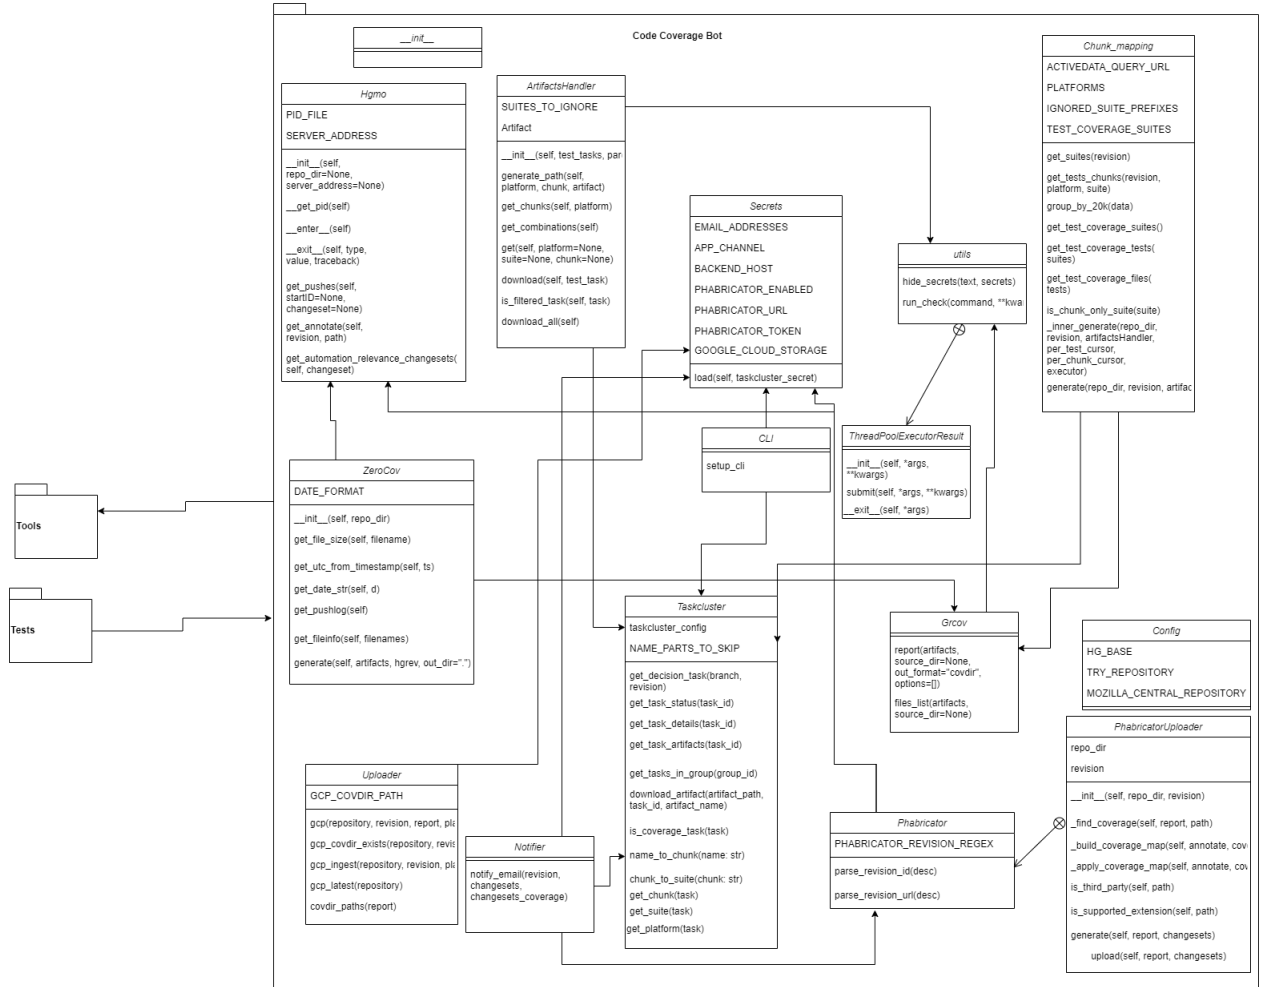 Code Coverage Bot
__init__
Hgmo
PID_FILE
SERVER_ADDRESS
__init__(self,
repo_dir=None,
server_address=None)
__get_pid(self)
__enter__(self)
__exit__(self, type,
value, traceback)
get_pushes(self,
startID=None,
changeset=None)
get_annotate(self,
revision, path)
get_automation_relevance_changesets(
self, changeset)
ArtifactsHandler
SUITES_TO_IGNORE
Artifact
__init__(self, test_tasks, par
generate_path(self,
platform, chunk, artifact)
get_chunks(self, platform)
get_combinations(self)
get(self, platform=None,
suite=None, chunk=None)
download(self, test_task)
is_filtered_task(self, task)
download_all(self)
Secrets
EMAIL_ADDRESSES
APP_CHANNEL
BACKEND_HOST
PHABRICATOR_ENABLED
PHABRICATOR_URL
PHABRICATOR_TOKEN
GOOGLE_CLOUD_STORAGE
load(self, taskcluster_secret)
utils
hide_secrets(text, secrets)
run_check(command, **kwa
Chunk_mapping
ACTIVEDATA_QUERY_URL
PLATFORMS
IGNORED_SUITE_PREFIXES
TEST_COVERAGE_SUITES
get_suites(revision)
get_tests_chunks(revision,
platform, suite)
group_by_20k(data)
get_test_coverage_suites()
get_test_coverage_tests(
suites)
get_test_coverage_files(
tests)
is_chunk_only_suite(suite)
_inner_generate(repo_dir,
revision, artifactsHandler,
per_test_cursor,
per_chunk_cursor,
executor)
generate(repo_dir, revision, artifac
CLI
setup_cli
ThreadPoolExecutorResult
__init__(self, *args,
**kwargs)
submit(self, *args, **kwargs)
__exit__(self, *args)
ZeroCov
DATE_FORMAT
__init__(self, repo_dir)
get_file_size(self, filename)
get_utc_from_timestamp(self, ts)
get_date_str(self, d)
get_pushlog(self)
get_fileinfo(self, filenames)
generate(self, artifacts, hgrev, out_dir=".")
Tools
Tests
Taskcluster
taskcluster_config
NAME_PARTS_TO_SKIP
get_decision_task(branch,
revision)
get_task_status(task_id)
get_task_details(task_id)
get_task_artifacts(task_id)
get_tasks_in_group(group_id)
download_artifact(artifact_path,
task_id, artifact_name)
is_coverage_task(task)
name_to_chunk(name: str)
chunk_to_suite(chunk: str)
get_chunk(task)
get_suite(task)
get_platform(task)
Grcov
report(artifacts,
source_dir=None,
out_format="covdir",
options=[])
files_list(artifacts,
source_dir=None)
Config
HG_BASE
TRY_REPOSITORY
MOZILLA_CENTRAL_REPOSITORY
PhabricatorUploader
repo_dir
revision
__init__(self, repo_dir, revision)
_find_coverage(self, report, path)
_build_coverage_map(self, annotate, cov
_apply_coverage_map(self, annotate, cov
is_third_party(self, path)
is_supported_extension(self, path)
generate(self, report, changesets)
upload(self, report, changesets)
Uploader
GCP_COVDIR_PATH
gcp(repository, revision, report, pla
gcp_covdir_exists(repository, revis
gcp_ingest(repository, revision, pla
gcp_latest(repository)
covdir_paths(report)
Notifier
notify_email(revision,
changesets,
changesets_coverage)
Phabricator
PHABRICATOR_REVISION_REGEX
parse_revision_id(desc)
parse_revision_url(desc)